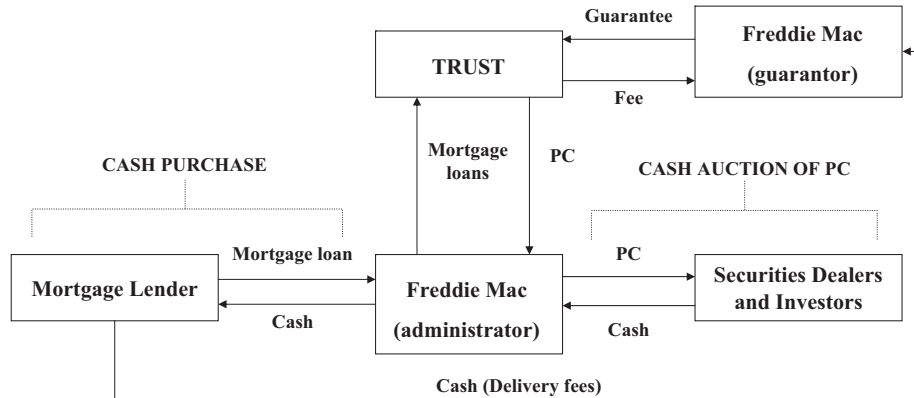 Guarantee
Freddie Mac
(guarantor)
TRUST
Fee
Mortgage
loans
PC
CASH PURCHASE
CASH AUCTION OF PC
Mortgage loan
PC
Mortgage Lender
Freddie Mac
(administrator)
Securities Dealers
and Investors
Cash
Cash
Cash (Delivery fees)